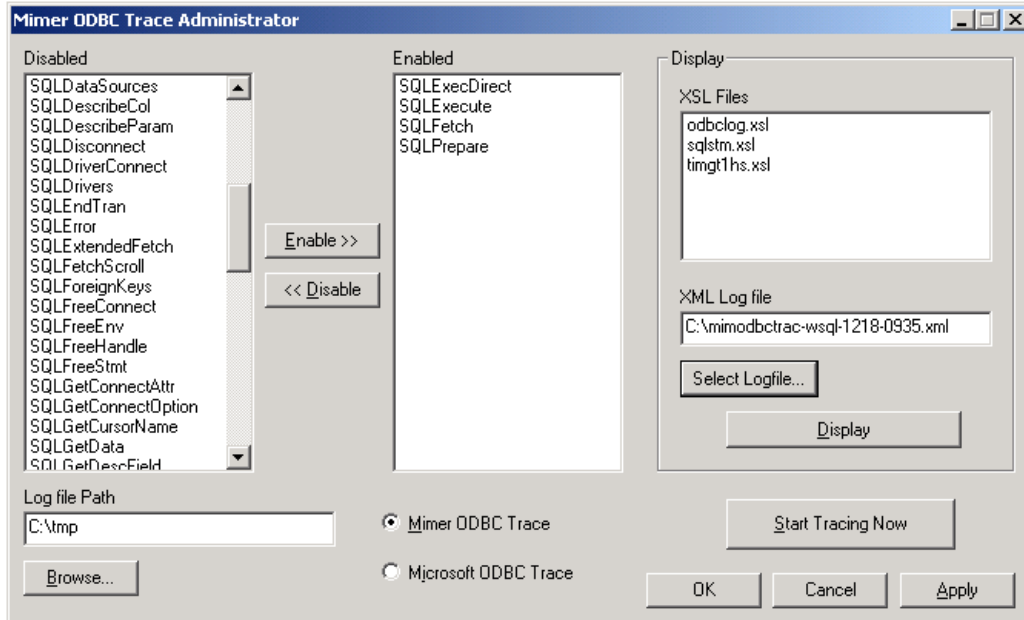 Mimer ODBC Trace Administrator
Disabled
SQLDataSources
SQLDescribeCol
SQLDescribeParam
SQLDisconnect
SQLDriverConnect
SQLDrivers
SQLEndTran
SQLError
SQLExtendedFetch
SQLFetchScroll
SQLForeignKeys
SQLFreeConnect
SQLFreeEnv
SQLFreeHandle
SQLFreeStmt
SQLGetConnectAttr
SQLGetConnectOption
SQLGetCursorName
SQLGetData
SQLGetDescField
Enable >>
<< Disable
Enabled
SQLExecDirect
SQLExecute
SQLFetch
SQLPrepare
Display
XSL Files
odbclog.xsl
sqlstm.xsl
timgt1hs.xsl
XML Log file
C:\mimodbctrac-wsql-1218-0935.xml
Select Logfile...
Display
Log file Path
C:\tmp
Browse...
Mimer ODBC Trace
Microsoft ODBC Trace
Start Tracing Now
OK
Cancel
Apply